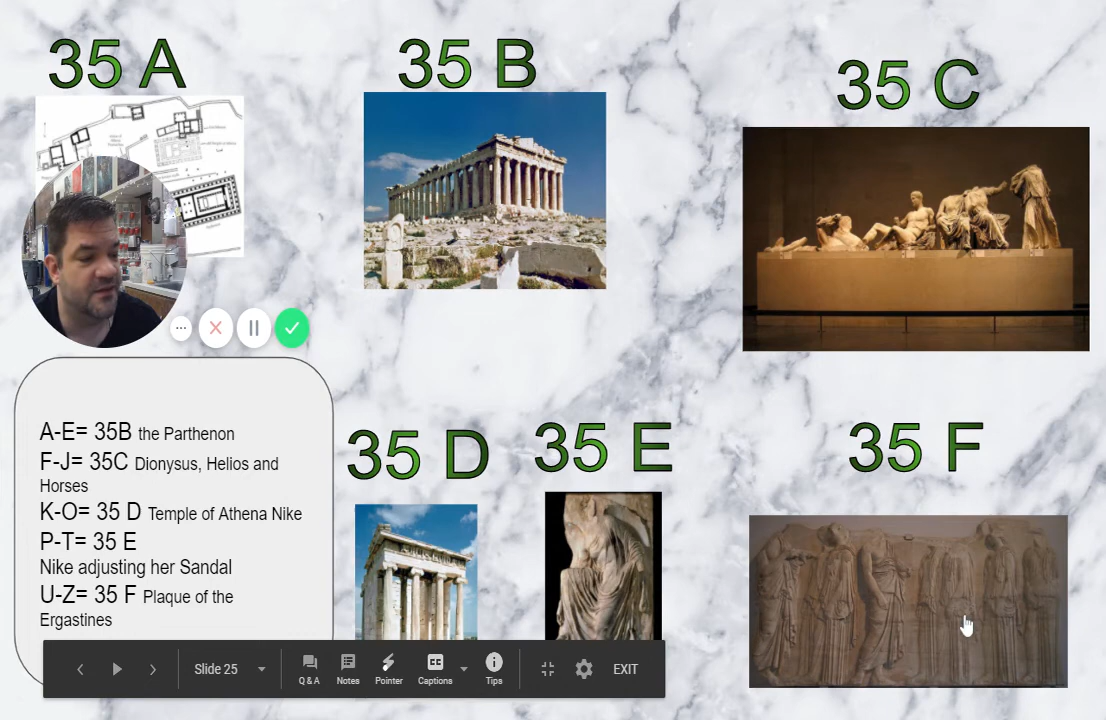 35 A
35 B
35 C
A-E= 35B the Parthenon
F-J= 35C Dionysus, Helios and
Horses
K-O= 35 D Temple of Athena Nike
P-T= 35 E
Nike adjusting her Sandal
U-Z= 35 F Plaque of the
Ergastines
35 D
35 E
35 F
Slide 25
Q & A
Notes
Pointer
CC
Captions
Tips
EXIT